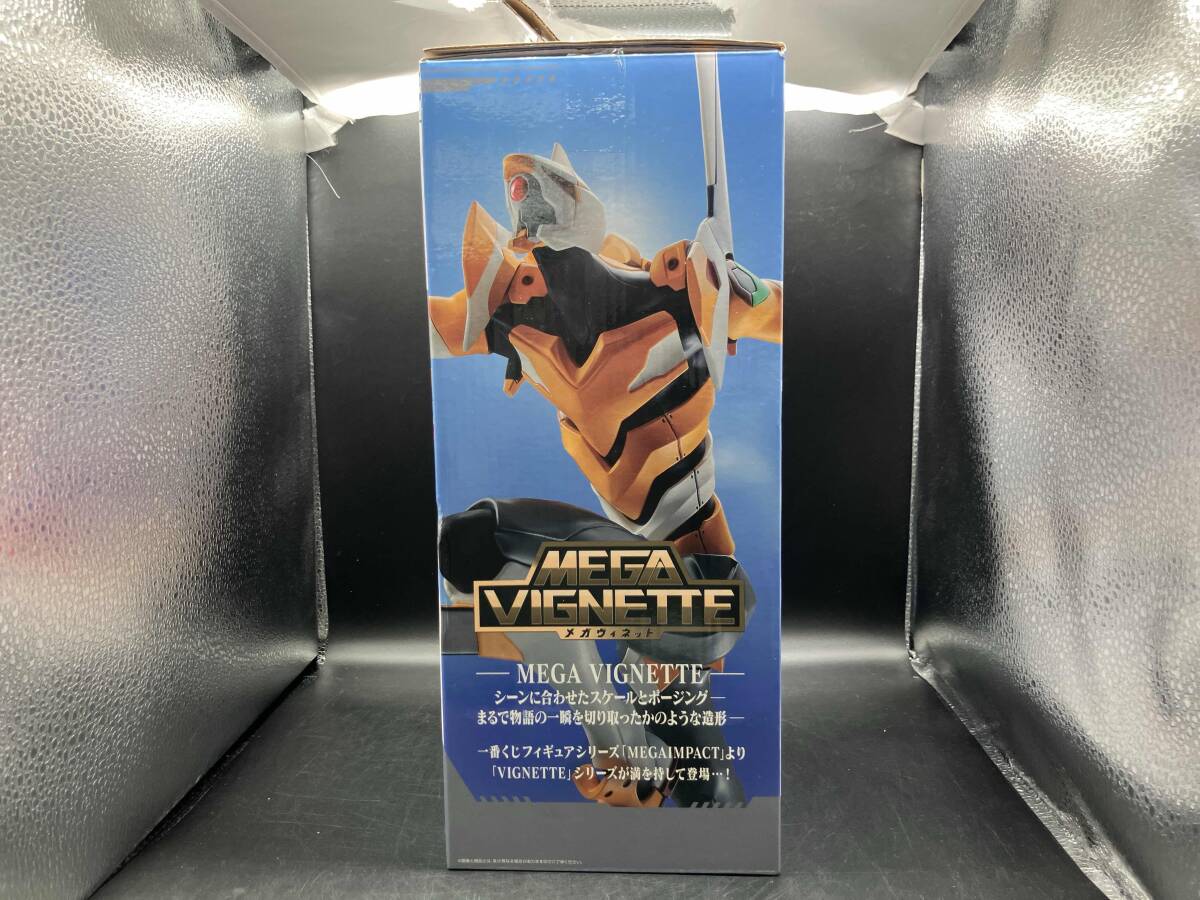 MEGA
VIGNETTE
メガヴィネット
MEGA VIGNETTE
シーンに合わせたスケールとポージング—
まるで物語の一瞬を切り取ったかのような造形—
一番くじフィギュアシリーズ「MEGAIMPACT」より
「VIGNETTE」シリーズが満を持して登場…!